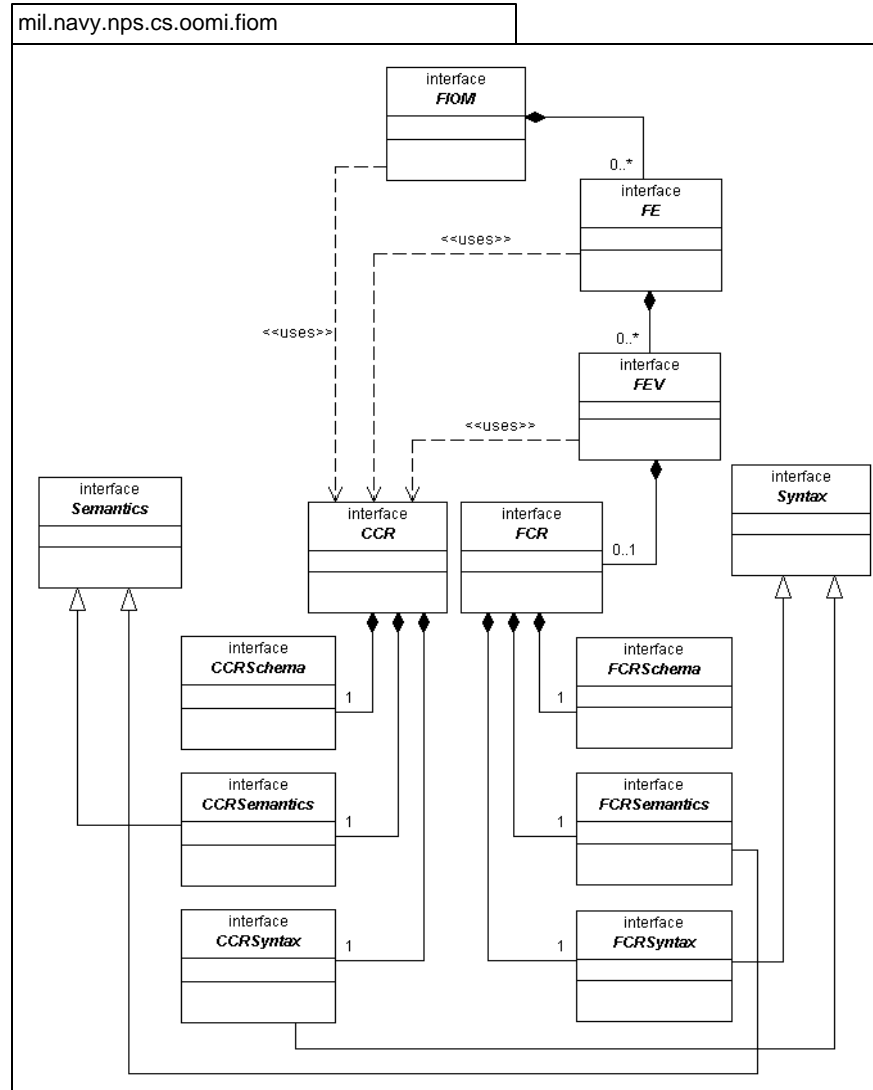 mil.navy.nps.cs.oomi.fiom
interface
FIOM
0..*
interface
FE
<<uses>>
<<uses>>
0..*
interface
FEV
<<uses>>
interface
Semantics
interface
Syntax
interface
CCR
interface
FCR
0..1
interface
CCRSchema
1
interface
FCRSchema
1
interface
CCRSemantics
1
interface
FCRSemantics
1
interface
CCRSyntax
1
interface
FCRSyntax
1